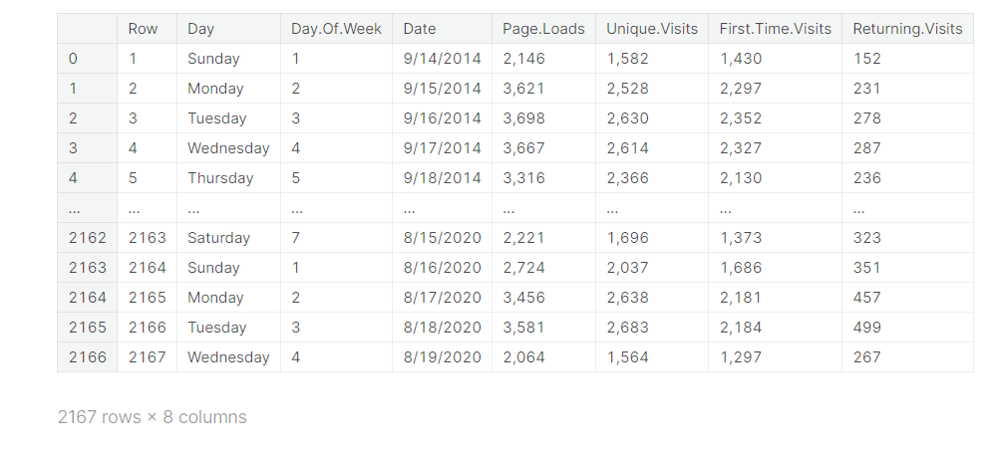 Row Day Day.Of.Week Date Page.Loads Unique.Visits First.Time.Visits Returning.Visits
0 1 Sunday 1 9/14/2014 2,146 1,582 1,430 152
1 2 Monday 2 9/15/2014 3,621 2,528 2,297 231
2 3 Tuesday 3 9/16/2014 3,698 2,630 2,352 278
3 4 Wednesday 4 9/17/2014 3,667 2,614 2,327 287
4 5 Thursday 5 9/18/2014 3,316 2,366 2,130 236
... ... ... ... ... ... ... ... ...
2162 2163 Saturday 7 8/15/2020 2,221 1,696 1,373 323
2163 2164 Sunday 1 8/16/2020 2,724 2,037 1,686 351
2164 2165 Monday 2 8/17/2020 3,456 2,638 2,181 457
2165 2166 Tuesday 3 8/18/2020 3,581 2,683 2,184 499
2166 2167 Wednesday 4 8/19/2020 2,064 1,564 1,297 267
2167 rows × 8 columns